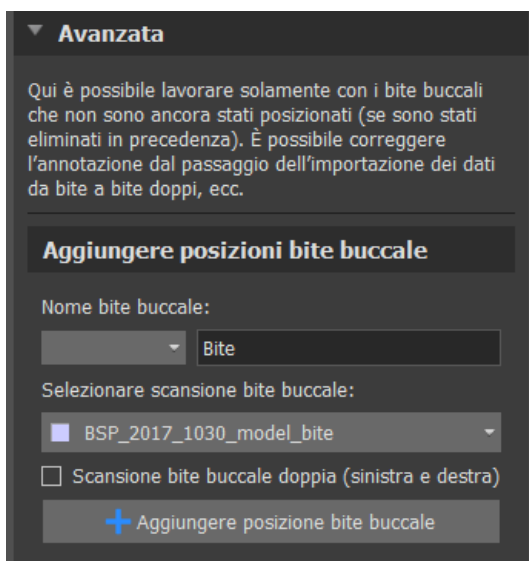 Avanzata
Qui è possibile lavorare solamente con i bite buccali
che non sono ancora stati posizionati (se sono stati
eliminati in precedenza). È possibile correggere
l'annotazione dal passaggio dell'importazione dei dati
da bite a bite doppi, ecc.
Aggiungere posizioni bite buccale
Nome bite buccale:
Bite
Selezionare scansione bite buccale:
BSP_2017_1030_model_bite
Scansione bite buccale doppia (sinistra e destra)
Aggiungere posizione bite buccale